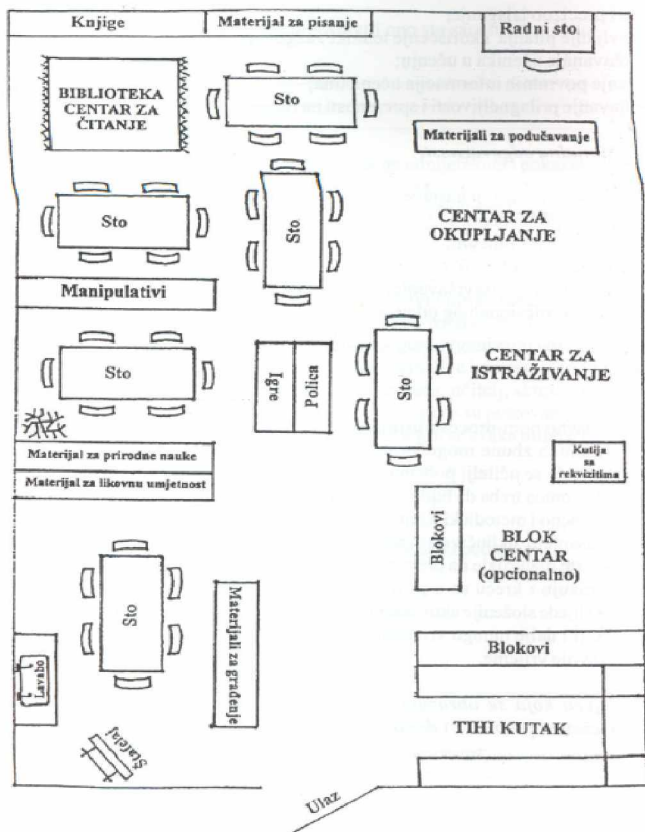 Knjige
Materijal za pisanje
Radni sto
BIBLIOTEKA
CENTAR ZA
ČITANJE
Sto
Materijali za podučavanje
Sto
Sto
CENTAR ZA
OKUPLJANJE
Manipulativi
Sto
Igre
Polica
Sto
CENTAR ZA
ISTRAŽIVANJE
Materijal za prirodne nauke
Materijal za likovnu umjetnost
Kutija
sa
rekvizitima
Blokovi
BLOK
CENTAR
(opcionalno)
Sto
Materijali za građenje
Lavabo
Štafelaj
Blokovi
TIHI KUTAK
Ulaz